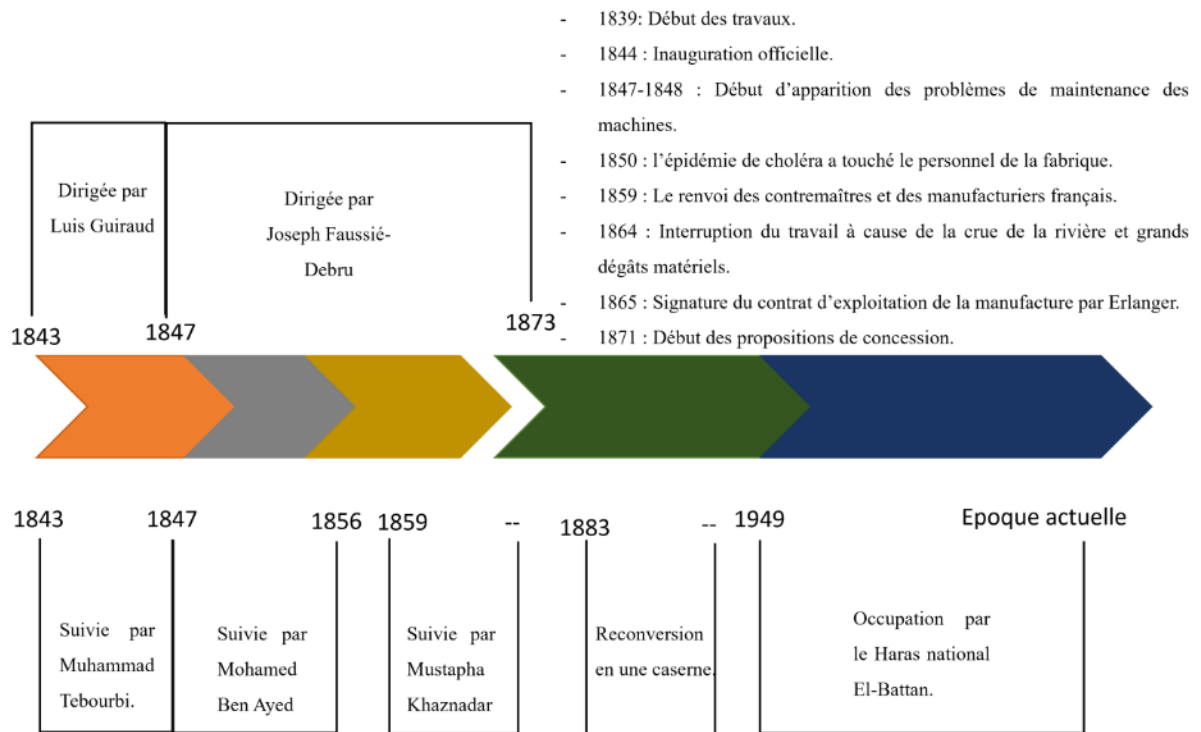 - 1839: Début des travaux.
- 1844 : Inauguration officielle.
- 1847-1848 : Début d’apparition des problèmes de maintenance des
machines.
- 1850 : l’épidémie de choléra a touché le personnel de la fabrique.
- 1859 : Le renvoi des contremaîtres et des manufacturiers français.
- 1864 : Interruption du travail à cause de la crue de la rivière et grands
dégâts matériels.
- 1865 : Signature du contrat d’exploitation de la manufacture par Erlanger.
- 1871 : Début des propositions de concession.
Dirigée par
Luis Guiraud
Dirigée par
Joseph Faussié-
Debru
1843
1847
1873
1843
1847
1856
1859
--
1883
--
1949
Epoque actuelle
Suivie par
Muhammad
Tebourbi.
Suivie par
Mohamed
Ben Ayed
Suivie par
Mustapha
Khaznadar
Reconversion
en une caserne.
Occupation par
le Haras national
El-Battan.